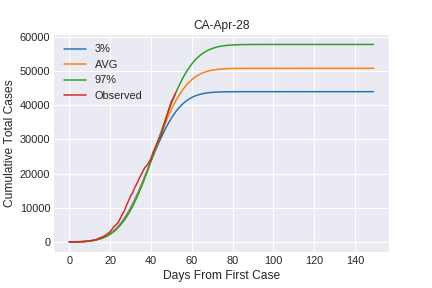 CA-Apr-28
60000
50000
40000
30000
20000
10000
0
Cumulative Total Cases
3%
AVG
97%
Observed
0 20 40 60 80 100 120 140
Days From First Case